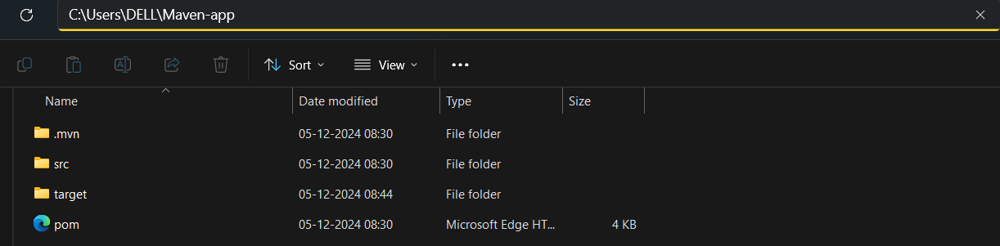 C:\Users\DELL\Maven-app
Sort View
Name Date modified Type Size
.mvn 05-12-2024 08:30 File folder
src 05-12-2024 08:30 File folder
target 05-12-2024 08:44 File folder
pom 05-12-2024 08:30 Microsoft Edge HT... 4 KB